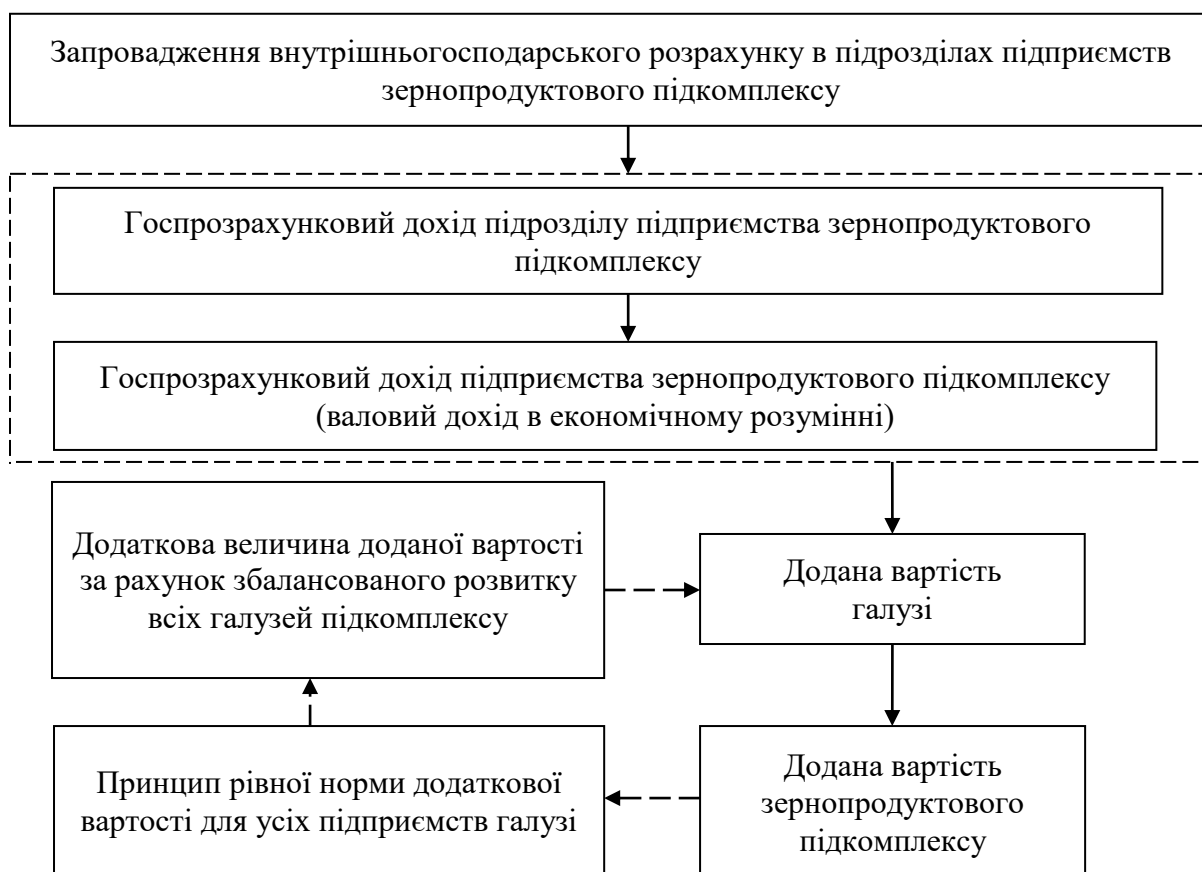 Запровадження внутрішньогосподарського розрахунку в підрозділах підприємств
зернопродуктового підкомплексу
Госпрозрахунковий дохід підрозділу підприємства зернопродуктового
підкомплексу
Госпрозрахунковий дохід підприємства зернопродуктового підкомплексу
(валовий дохід в економічному розумінні)
Додаткова величина доданої вартості
за рахунок збалансованого розвитку
всіх галузей підкомплексу
Додана вартість
галузі
Принцип рівної норми додаткової
вартості для усіх підприємств галузі
Додана вартість
зернопродуктового
підкомплексу